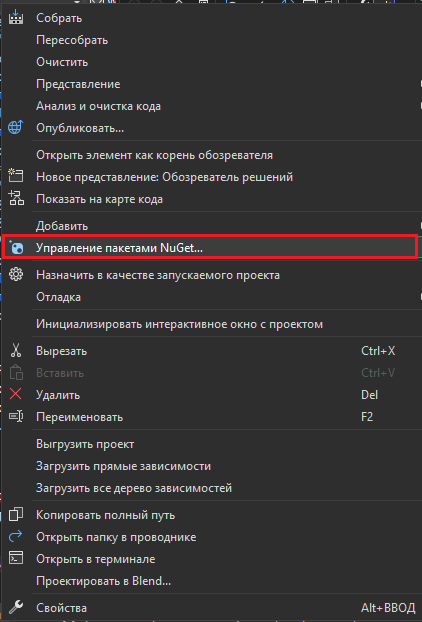 Собрать
Пересобрать
Очистить
Представление
Анализ и очистка кода
Опубликовать...
Открыть элемент как корень обозревателя
Новое представление: Обозреватель решений
Показать на карте кода
Добавить
Управление пакетами NuGet...
Назначить в качестве запускаемого проекта
Отладка
Инициализировать интерактивное окно с проектом
Вырезать Ctrl+X
Вставить Ctrl+V
Удалить Del
Переименовать F2
Выгрузить проект
Загрузить прямые зависимости
Загрузить все дерево зависимостей
Копировать полный путь
Открыть папку в проводнике
Открыть в терминале
Проектировать в Blend...
Свойства Alt+ВВОД